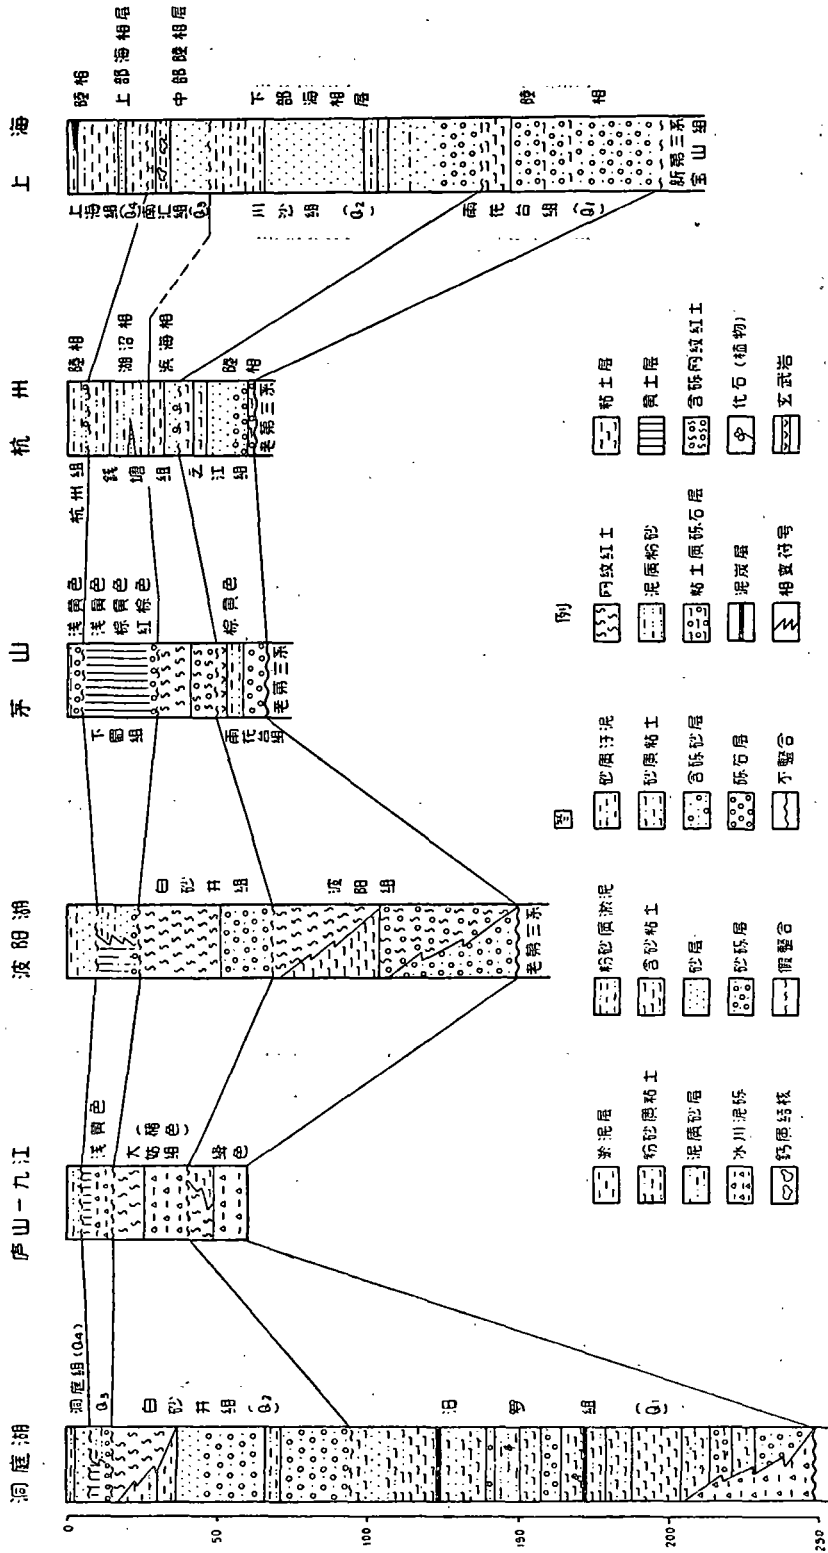 洞庭湖
庐山—九江
波阳湖
茅山
杭州
上海
0
50
100
150
200
250
洞庭组(Q4)
Q3
白砂井组(Q2)
汨罗组(Q1)
浅黄色
大姑组
(褐色)
棕色
白砂井组
波阳组
老第三系
下蜀组
雨花台组
浅黄色
浅黄色
棕黄色
红棕色
棕黄色
老第三系
杭州组
钱塘组
之江组
陆相
湖沼相
滨海相
陆相
老第三系
上海组(Q4)
南汇组(Q3)
川沙组(Q2)
雨花台组(Q1)
陆相
上部海相层
中部陆相层
下部海相层
陆相
新第三系
宝山组
图例
淤泥层
粉砂质淤泥
砂质汙泥
网纹红土
粘土层
粉砂质粘土
含砂粘土
砂质粘土
泥质粉砂
黄土层
泥质砂层
砂层
含砾砂层
粘土质砾石层
含砾网纹红土
冰川泥砾
砂砾层
砾石层
泥炭层
化石(植物)
钙质结核
假整合
不整合
相变符号
玄武岩